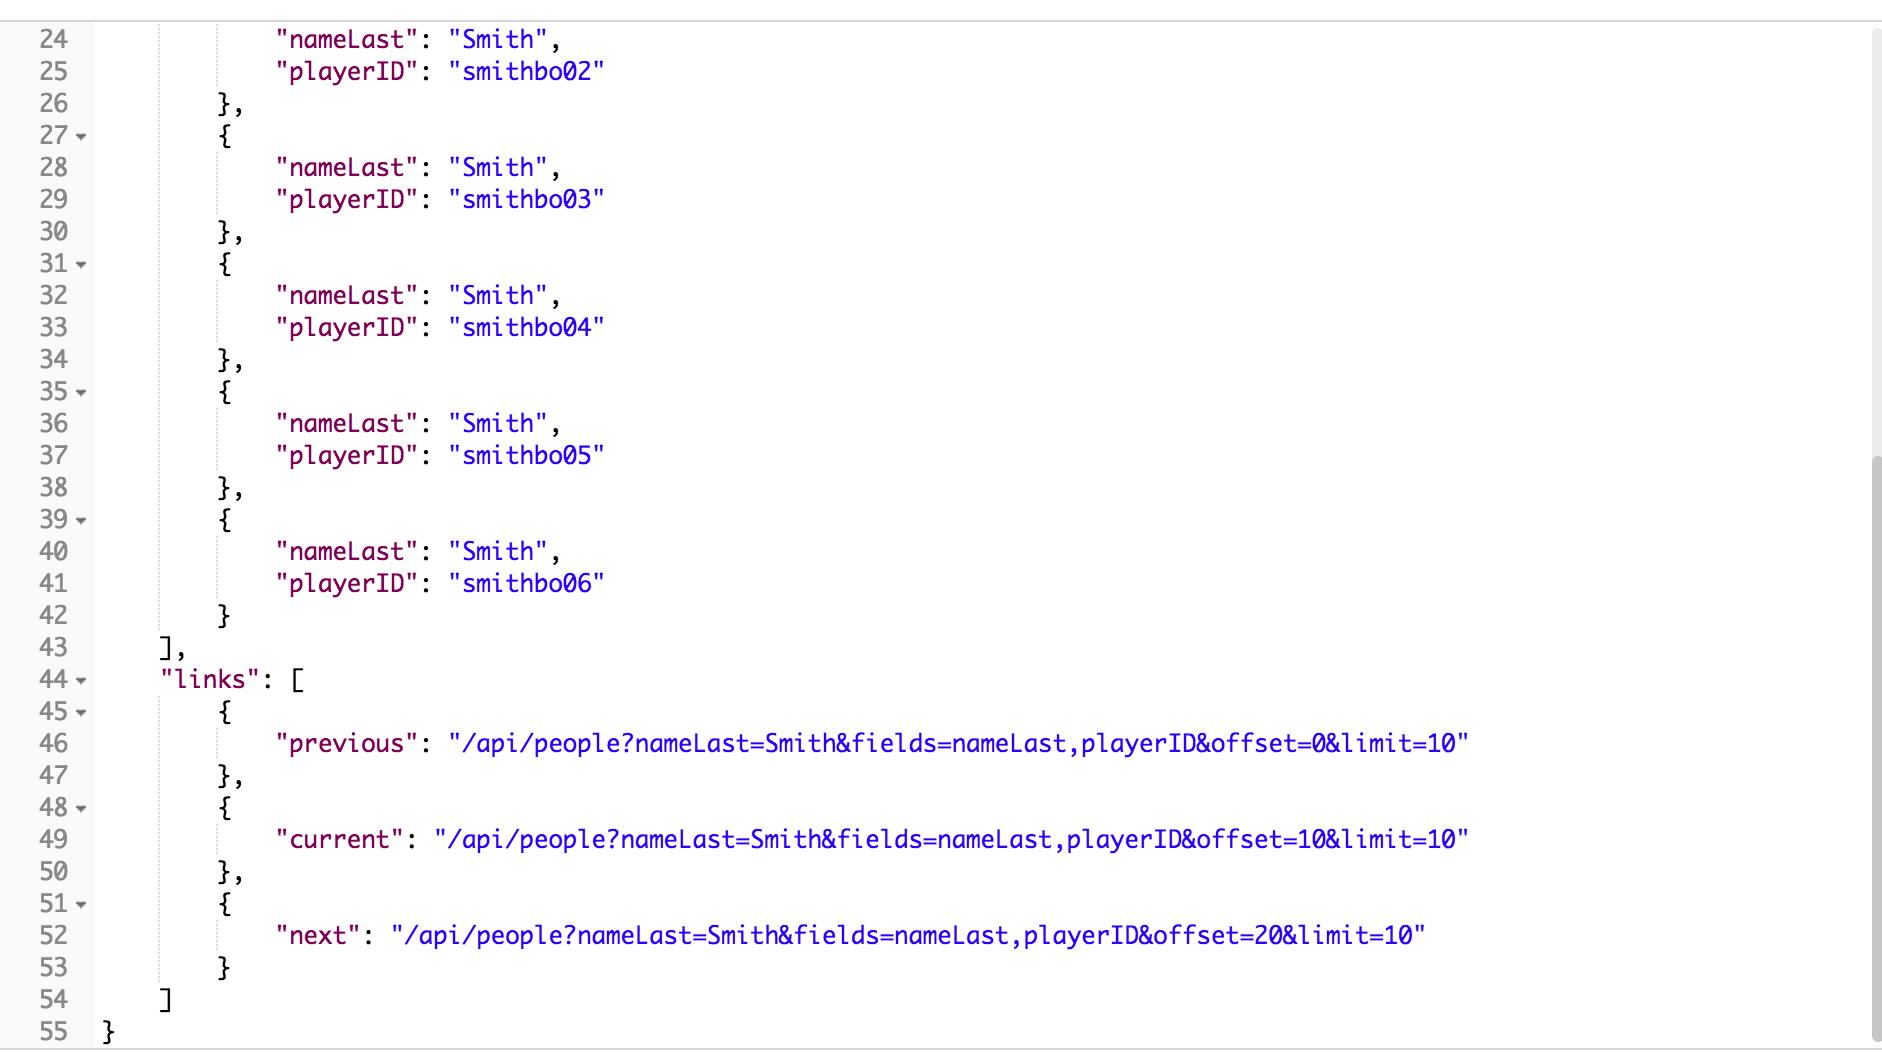 24 "nameLast": "Smith",
25 "playerID": "smithbo02"
26 },
27 {
28 "nameLast": "Smith",
29 "playerID": "smithbo03"
30 },
31 {
32 "nameLast": "Smith",
33 "playerID": "smithbo04"
34 },
35 {
36 "nameLast": "Smith",
37 "playerID": "smithbo05"
38 },
39 {
40 "nameLast": "Smith",
41 "playerID": "smithbo06"
42 }
43 ],
44 "links": [
45 {
46 "previous": "/api/people?nameLast=Smith&fields=nameLast,playerID&offset=0&limit=10"
47 },
48 {
49 "current": "/api/people?nameLast=Smith&fields=nameLast,playerID&offset=10&limit=10"
50 },
51 {
52 "next": "/api/people?nameLast=Smith&fields=nameLast,playerID&offset=20&limit=10"
53 }
54 ]
55 }